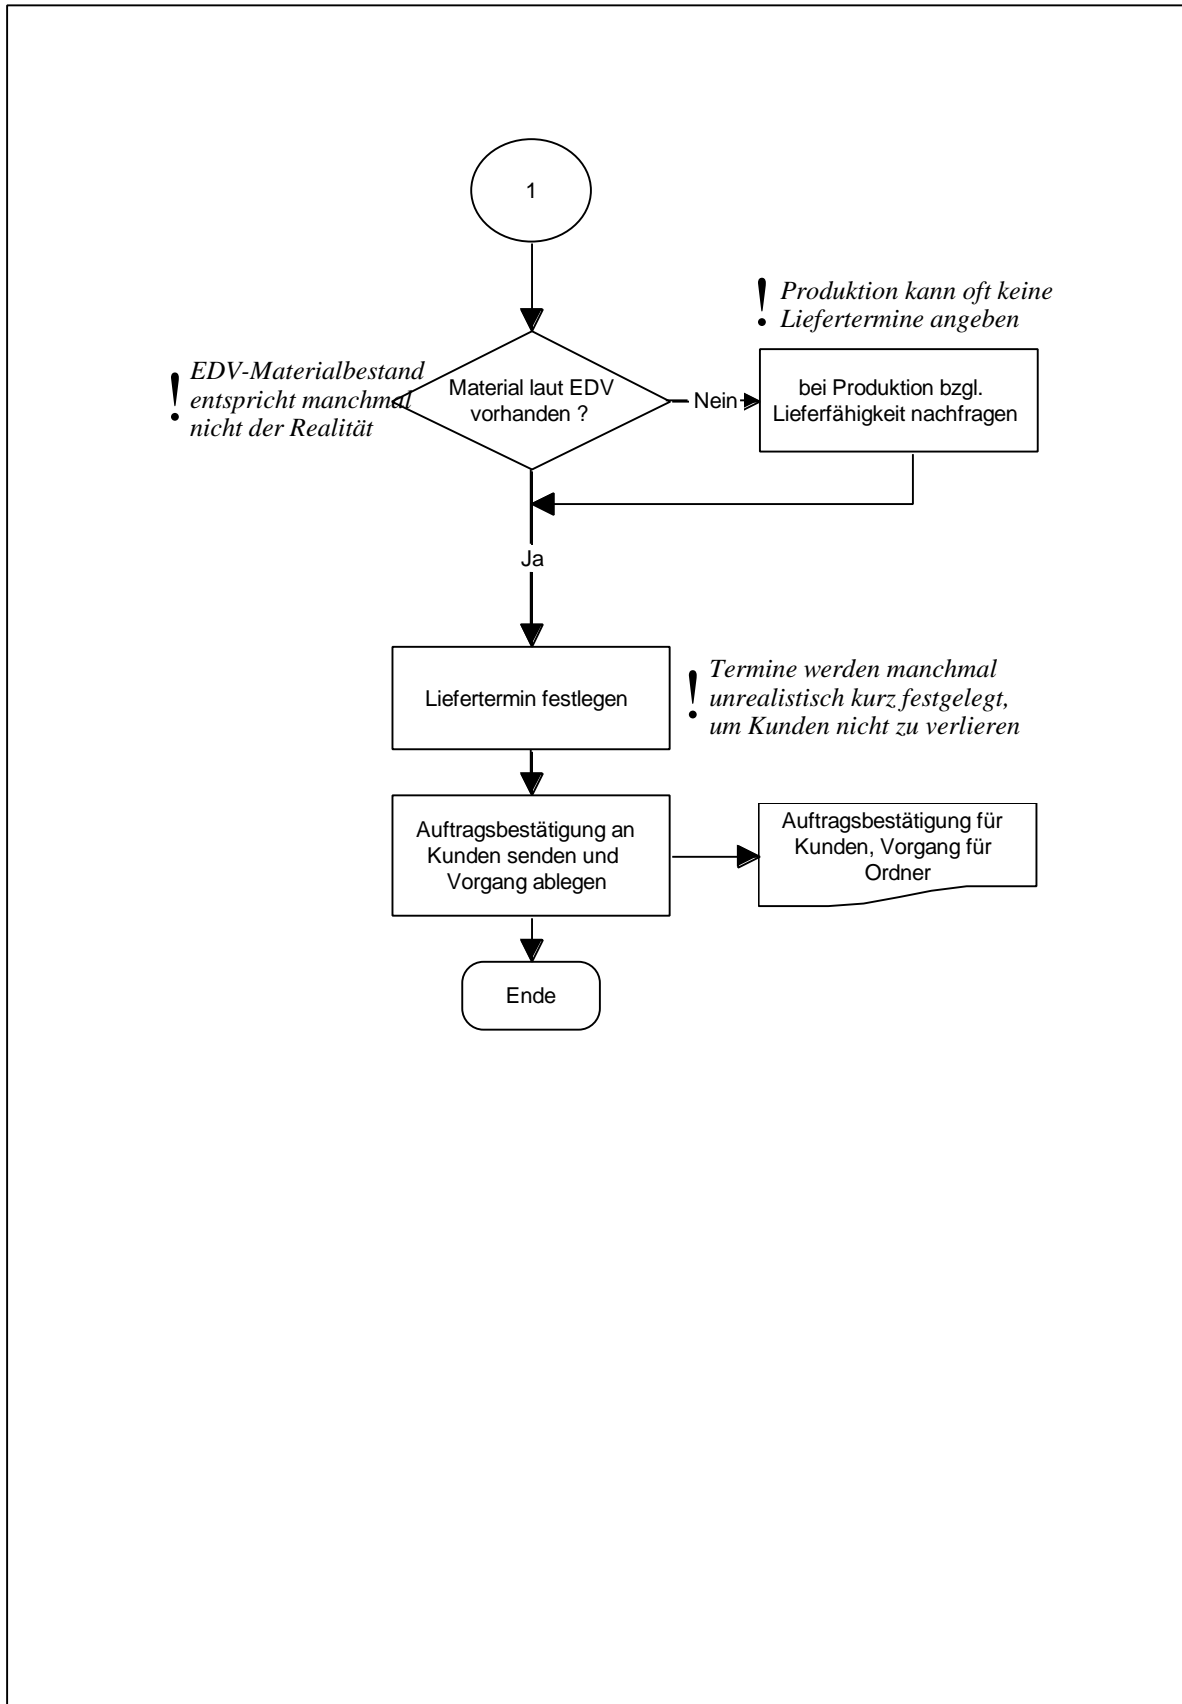 1
!
Produktion kann oft keine
Liefertermine angeben
!
EDV-Materialbestand
entspricht manchmal
nicht der Realität
Material laut EDV
vorhanden ?
Nein
bei Produktion bzgl.
Lieferfähigkeit nachfragen
Ja
Liefertermin festlegen
!
Termine werden manchmal
unrealistisch kurz festgelegt,
um Kunden nicht zu verlieren
Auftragsbestätigung an
Kunden senden und
Vorgang ablegen
Auftragsbestätigung für
Kunden, Vorgang für
Ordner
Ende